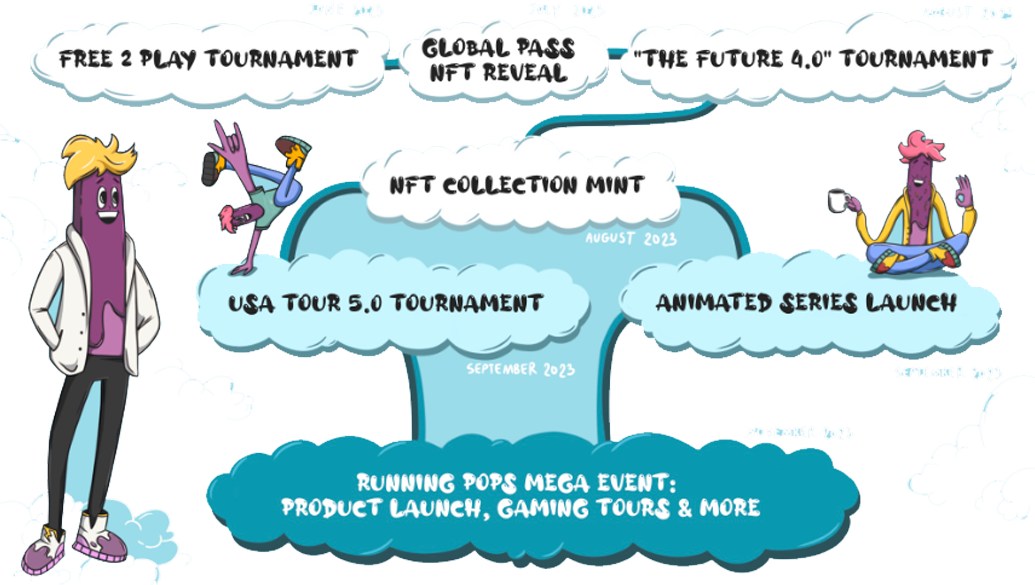 FREE 2 PLAY TOURNAMENT
GLOBAL PASS
NFT REVEAL
"THE FUTURE 4.0" TOURNAMENT
NFT COLLECTION MINT
AUGUST 2023
USA TOUR 5.0 TOURNAMENT
ANIMATED SERIES LAUNCH
SEPTEMBER 2023
RUNNING POPS MEGA EVENT:
PRODUCT LAUNCH, GAMING TOURS & MORE